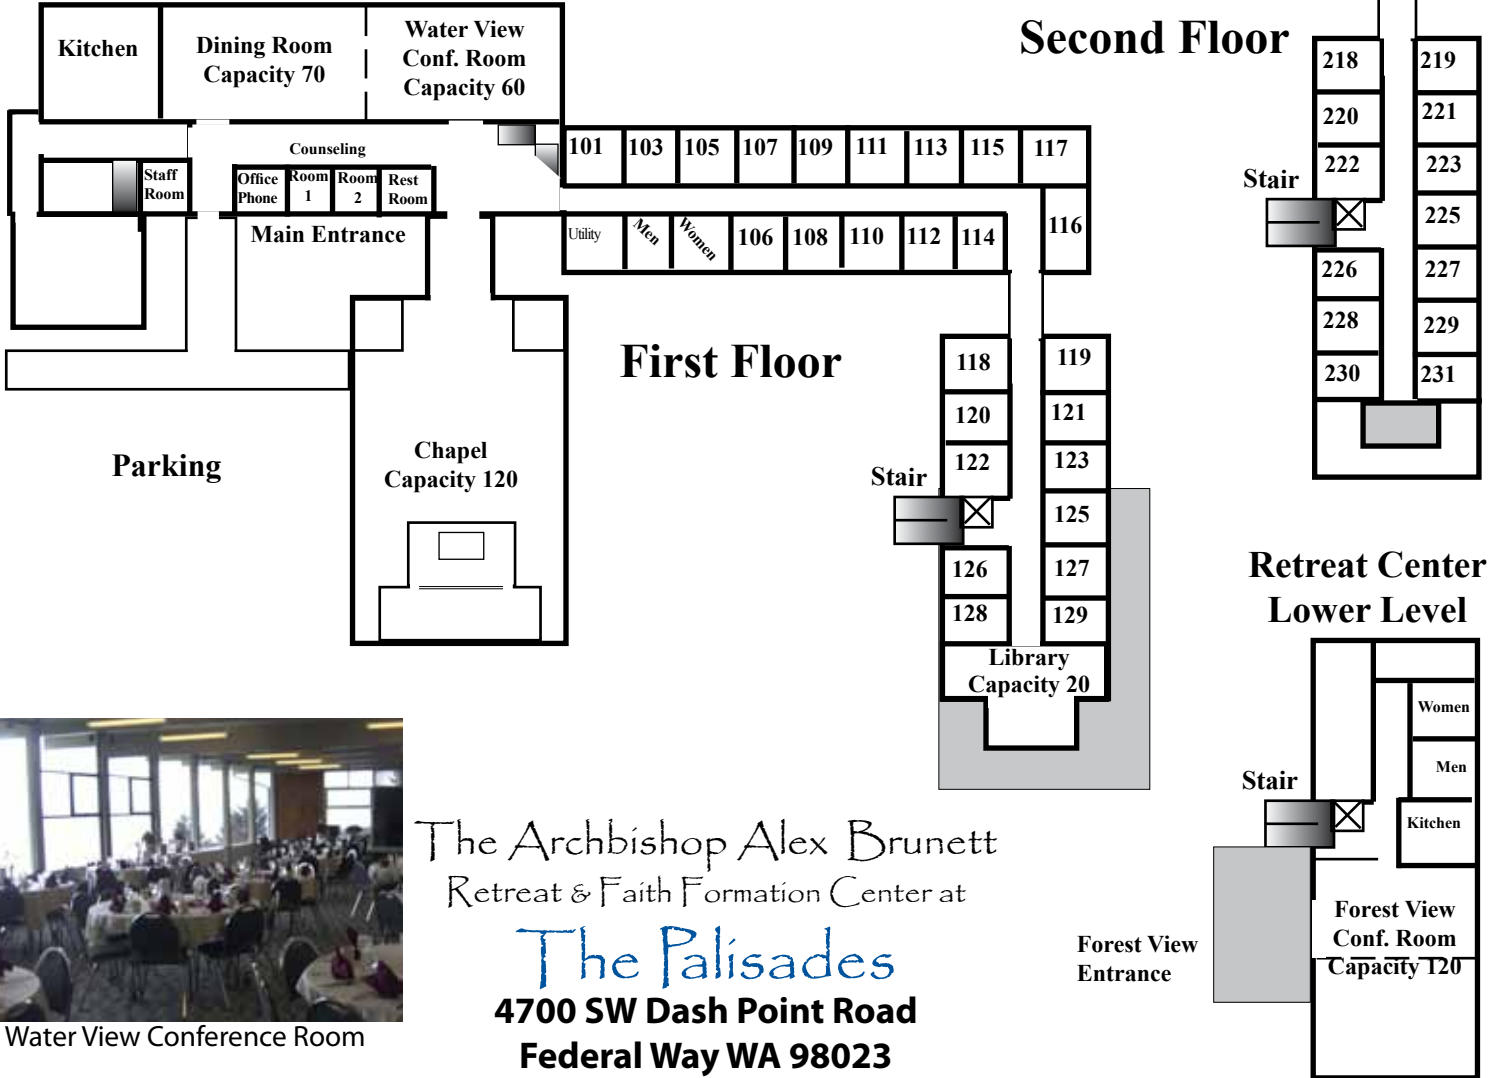 Kitchen
Dining Room
Capacity 70
Water View
Conf. Room
Capacity 60
Counseling
Staff
Room
Office
Phone
Room
1
Room
2
Rest
Room
Main Entrance
101
103
105
107
109
111
113
115
117
116
Utility
Men
Women
106
108
110
112
114
First Floor
118
119
120
121
122
123
Stair
125
126
127
128
129
Library
Capacity 20
Parking
Chapel
Capacity 120
Second Floor
218
219
220
221
222
223
Stair
225
226
227
228
229
230
231
Retreat Center
Lower Level
Women
Men
Stair
Kitchen
Forest View
Conf. Room
Capacity 120
Forest View
Entrance
Water View Conference Room
The Archbishop Alex Brunett
Retreat & Faith Formation Center at
The Palisades
4700 SW Dash Point Road
Federal Way WA 98023